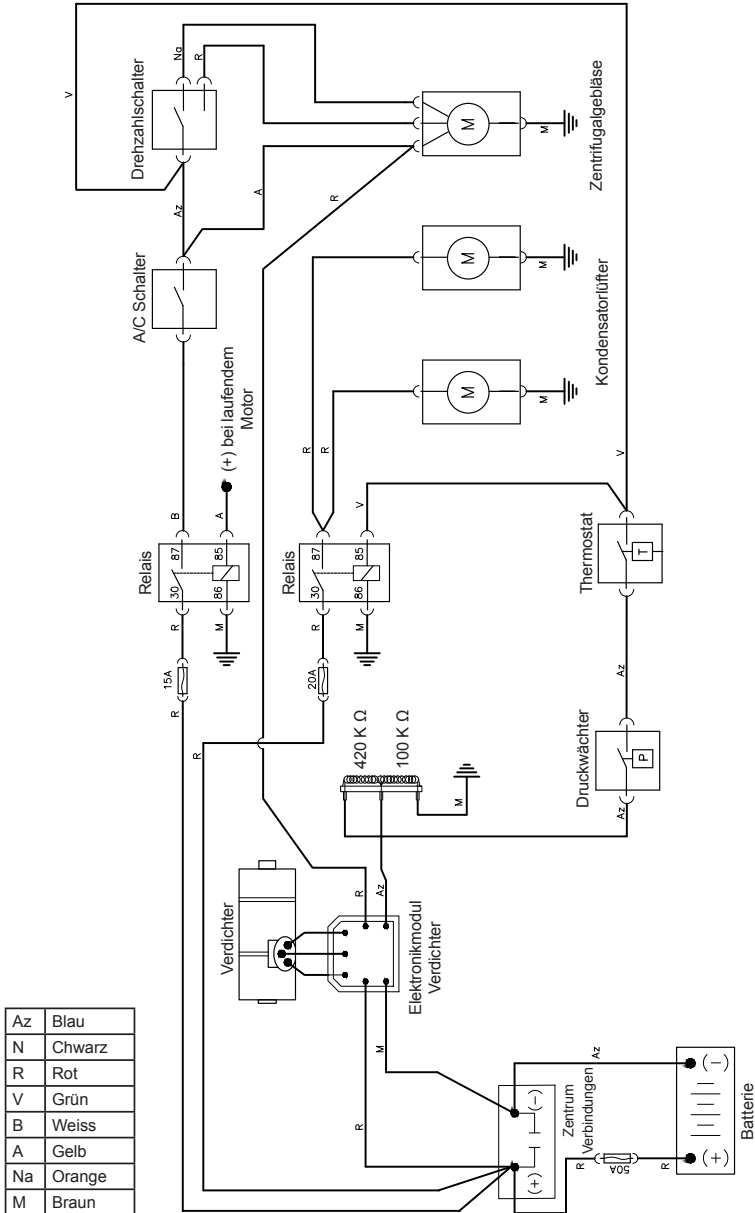 V
Na
R
Drehzahlschalter
Az
A
R
M
M
Zentrifugalgebläse
A/C Schalter
M
M
Kondensatorlüfter
M
M
(+) bei laufendem
Motor
B
A
R
R
V
V
Relais
87
85
30
86
Relais
87
85
30
86
R
M
R
M
15A
20A
R
R
Thermostat
T
Az
420 K Ω
100 K Ω
M
Druckwächter
P
Az
Verdichter
R
Az
Elektronikmodul
Verdichter
R
M
Az
Zentrum
Verbindungen
(-)
(+)
R
50A
R
(-)
(+)
Batterie
Az Blau
N Chwarz
R Rot
V Grün
B Weiss
A Gelb
Na Orange
M Braun